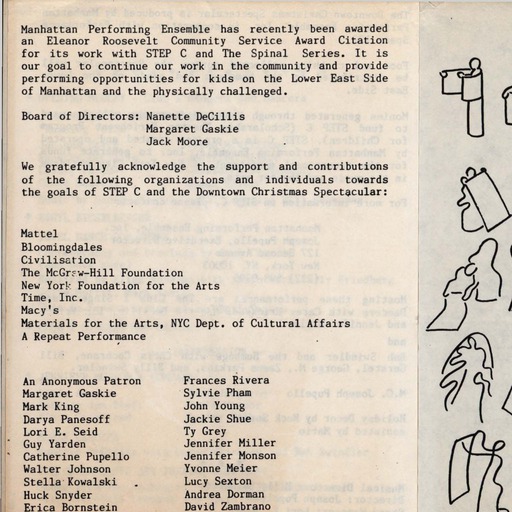 Manhattan Performing Ensemble has recently been awarded
an Eleanor Roosevelt Community Service Award Citation
for its work with STEP C and The Spinal Series. It is
our goal to continue our work in the community and provide
performing opportunities for kids on the Lower East Side
of Manhattan and the physically challenged.
Board of Directors: Nanette DeCillis
Margaret Gaskie
Jack Moore
We gratefully acknowledge the support and contributions
of the following organizations and individuals towards
the goals of STEP C and the Downtown Christmas Spectacular:
Mattel
Bloomingdales
Civilisation
The McGraw-Hill Foundation
New York Foundation for the Arts
Time, Inc.
Macy's
Materials for the Arts, NYC Dept. of Cultural Affairs
A Repeat Performance
An Anonymous Patron Frances Rivera
Margaret Gaskie Sylvie Pham
Mark King John Young
Darya Panesoff Jackie Shue
Lori E. Seid Ty Grey
Guy Yarden Jennifer Miller
Catherine Pupello Jennifer Monson
Walter Johnson Yvonne Meier
Stella Kowalski Lucy Sexton
Huck Snyder Andrea Dorman
Erica Bornstein David Zambrano